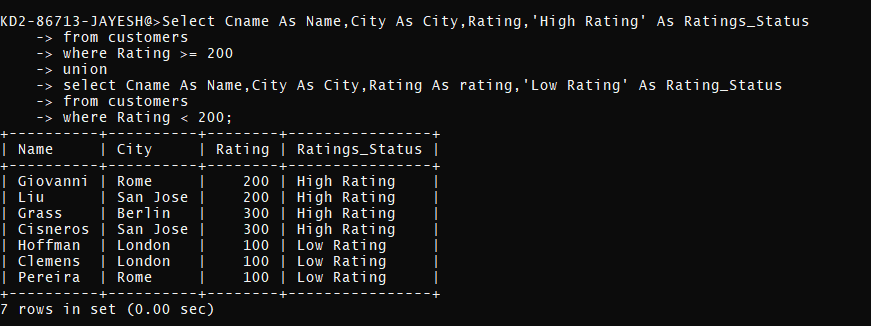 KD2-86713-JAYESH@>Select Cname As Name,City As City,Rating,'High Rating' As Ratings_Status
    -> from customers
    -> where Rating >= 200
    -> union
    -> select Cname As Name,City As City,Rating As rating,'Low Rating' As Rating_Status
    -> from customers
    -> where Rating < 200;
+----------+----------+--------+----------------+
| Name     | City     | Rating | Ratings_Status |
+----------+----------+--------+----------------+
| Giovanni | Rome     |    200 | High Rating    |
| Liu      | San Jose |    200 | High Rating    |
| Grass    | Berlin   |    300 | High Rating    |
| Cisneros | San Jose |    300 | High Rating    |
| Hoffman  | London   |    100 | Low Rating     |
| Clemens  | London   |    100 | Low Rating     |
| Pereira  | Rome     |    100 | Low Rating     |
+----------+----------+--------+----------------+
7 rows in set (0.00 sec)